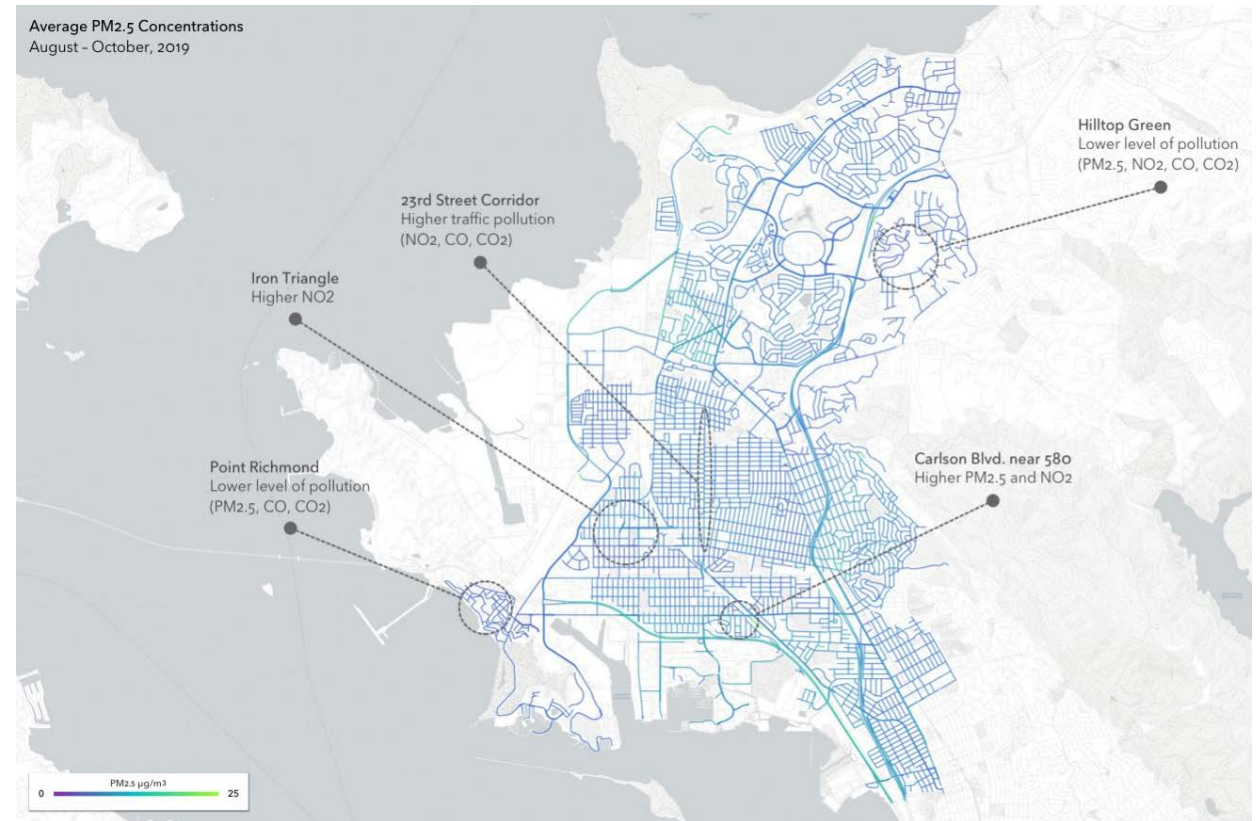 Average PM2.5 Concentrations
August – October, 2019
Hilltop Green
Lower level of pollution
(PM2.5, NO2, CO, CO2)
23rd Street Corridor
Higher traffic pollution
(NO2, CO, CO2)
Iron Triangle
Higher NO2
Point Richmond
Lower level of pollution
(PM2.5, CO, CO2)
Carlson Blvd. near 580
Higher PM2.5 and NO2
PM2.5 µg/m3
0 25